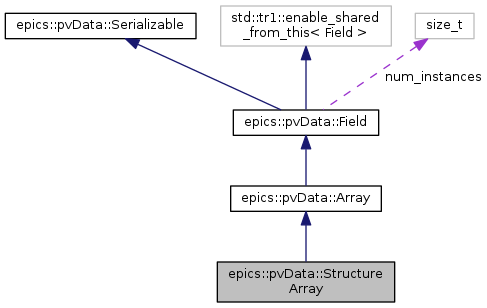 epics::pvData::Serializable
std::tr1::enable_shared
_from_this< Field >
size_t
num_instances
epics::pvData::Field
epics::pvData::Array
epics::pvData::Structure
Array